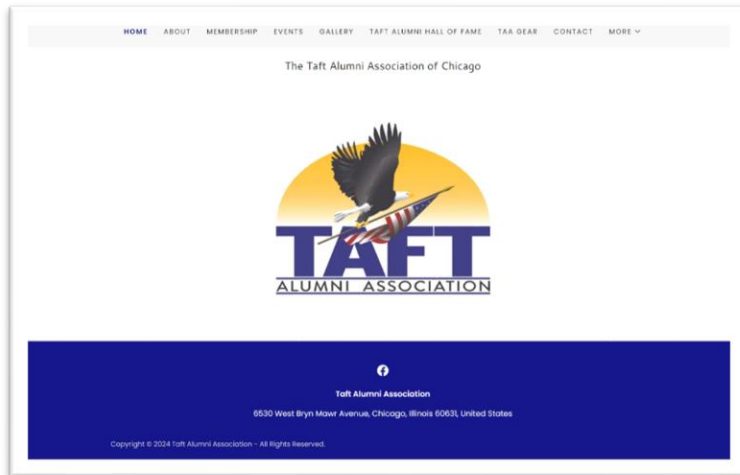 HOME ABOUT MEMBERSHIP EVENTS GALLERY TAFT ALUMNI HALL OF FAME TAA GEAR CONTACT MORE
The Taft Alumni Association of Chicago
TAFT
ALUMNI ASSOCIATION
Taft Alumni Association
6530 West Bryn Mawr Avenue, Chicago, Illinois 60631, United States
Copyright © 2024 Taft Alumni Association - All Rights Reserved.